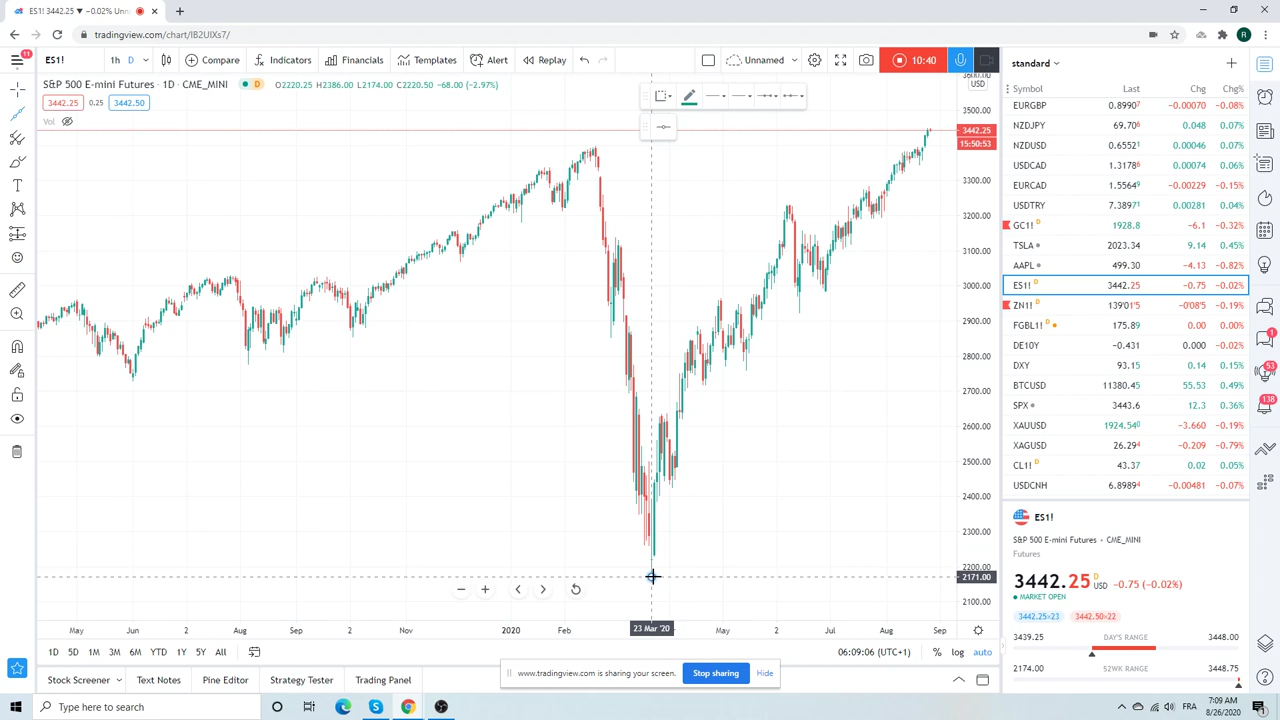 ES1! 3442.25 ▼ −0.02% Unn
tradingview.com/chart/IB2UIXs7/
R
11
ES1! 1h D Compare Indicators Financials Templates Alert Replay Unnamed 10:40
S&P 500 E-mini Futures · 1D · CME_MINI D O2220.25 H2386.00 L2174.00 C2220.50 −68.00 (−2.97%)
3442.25 0.25 3442.50
Vol
3600.00
USD
3500.00
3442.25
15:50:53
3300.00
3200.00
3100.00
3000.00
2900.00
2800.00
2700.00
2600.00
2500.00
2400.00
2300.00
2200.00
2171.00
2100.00
May Jun 2 Aug Sep 2 Nov 2020 Feb 23 Mar '20 May 2 Jul Aug Sep
1D 5D 1M 3M 6M YTD 1Y 5Y All 06:09:06 (UTC+1) % log auto
Stock Screener Text Notes Pine Editor Strategy Tester Trading Panel
www.tradingview.com is sharing your screen. Stop sharing Hide
standard
Symbol Last Chg Chg%
EURGBP 0.89907 −0.00070 −0.08%
NZDJPY 69.706 0.048 0.07%
NZDUSD 0.65521 0.00046 0.07%
USDCAD 1.31786 0.00074 0.06%
EURCAD 1.55649 −0.00229 −0.15%
USDTRY 7.38971 0.00281 0.04%
GC1! D 1928.8 −6.1 −0.32%
TSLA 2023.34 9.14 0.45%
AAPL 499.30 −4.13 −0.82%
ES1! D 3442.25 −0.75 −0.02%
ZN1! D 139'01'5 −0'08'5 −0.19%
FGBL1! D 175.89 0.00 0.00%
DE10Y −0.431 0.000 −0.00%
DXY 93.15 0.14 0.15%
BTCUSD 11380.45 55.53 0.49%
SPX 3443.6 12.3 0.36%
XAUUSD 1924.540 −3.660 −0.19%
XAGUSD 26.294 −0.209 −0.79%
CL1! D 43.37 0.02 0.05%
USDCNH 6.89894 −0.00481 −0.07%
ES1!
S&P 500 E-mini Futures • CME_MINI
Futures
3442.25 D USD −0.75 (−0.02%)
MARKET OPEN
3442.25×23 3442.50×22
3439.25 DAY'S RANGE 3448.00
2174.00 52WK RANGE 3448.75
1
53
138
Type here to search
FRA
7:09 AM
8/26/2020